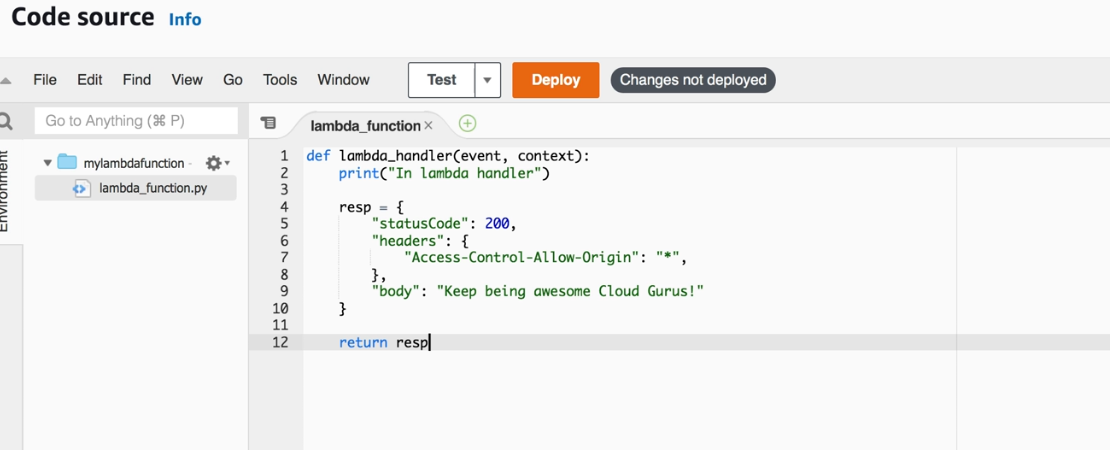 Code source Info
File Edit Find View Go Tools Window Test Deploy Changes not deployed
Go to Anything (⌘ P)
lambda_function
Environment
mylambdafunction
lambda_function.py
1 def lambda_handler(event, context):
2     print("In lambda handler")
3
4     resp = {
5         "statusCode": 200,
6         "headers": {
7             "Access-Control-Allow-Origin": "*",
8         },
9         "body": "Keep being awesome Cloud Gurus!"
10     }
11
12     return resp